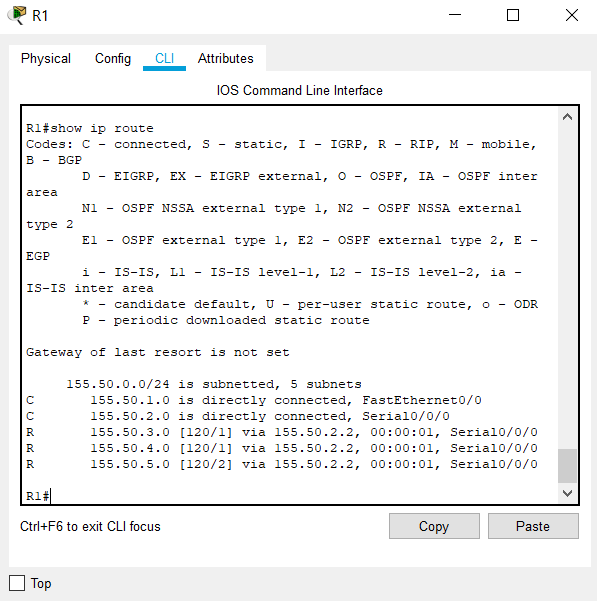 R1
Physical Config CLI Attributes
IOS Command Line Interface
R1#show ip route
Codes: C - connected, S - static, I - IGRP, R - RIP, M - mobile,
B - BGP
       D - EIGRP, EX - EIGRP external, O - OSPF, IA - OSPF inter
area
       N1 - OSPF NSSA external type 1, N2 - OSPF NSSA external
type 2
       E1 - OSPF external type 1, E2 - OSPF external type 2, E -
EGP
       i - IS-IS, L1 - IS-IS level-1, L2 - IS-IS level-2, ia -
IS-IS inter area
       * - candidate default, U - per-user static route, o - ODR
       P - periodic downloaded static route
Gateway of last resort is not set
     155.50.0.0/24 is subnetted, 5 subnets
C       155.50.1.0 is directly connected, FastEthernet0/0
C       155.50.2.0 is directly connected, Serial0/0/0
R       155.50.3.0 [120/1] via 155.50.2.2, 00:00:01, Serial0/0/0
R       155.50.4.0 [120/1] via 155.50.2.2, 00:00:01, Serial0/0/0
R       155.50.5.0 [120/2] via 155.50.2.2, 00:00:01, Serial0/0/0
R1#
Ctrl+F6 to exit CLI focus Copy Paste
Top